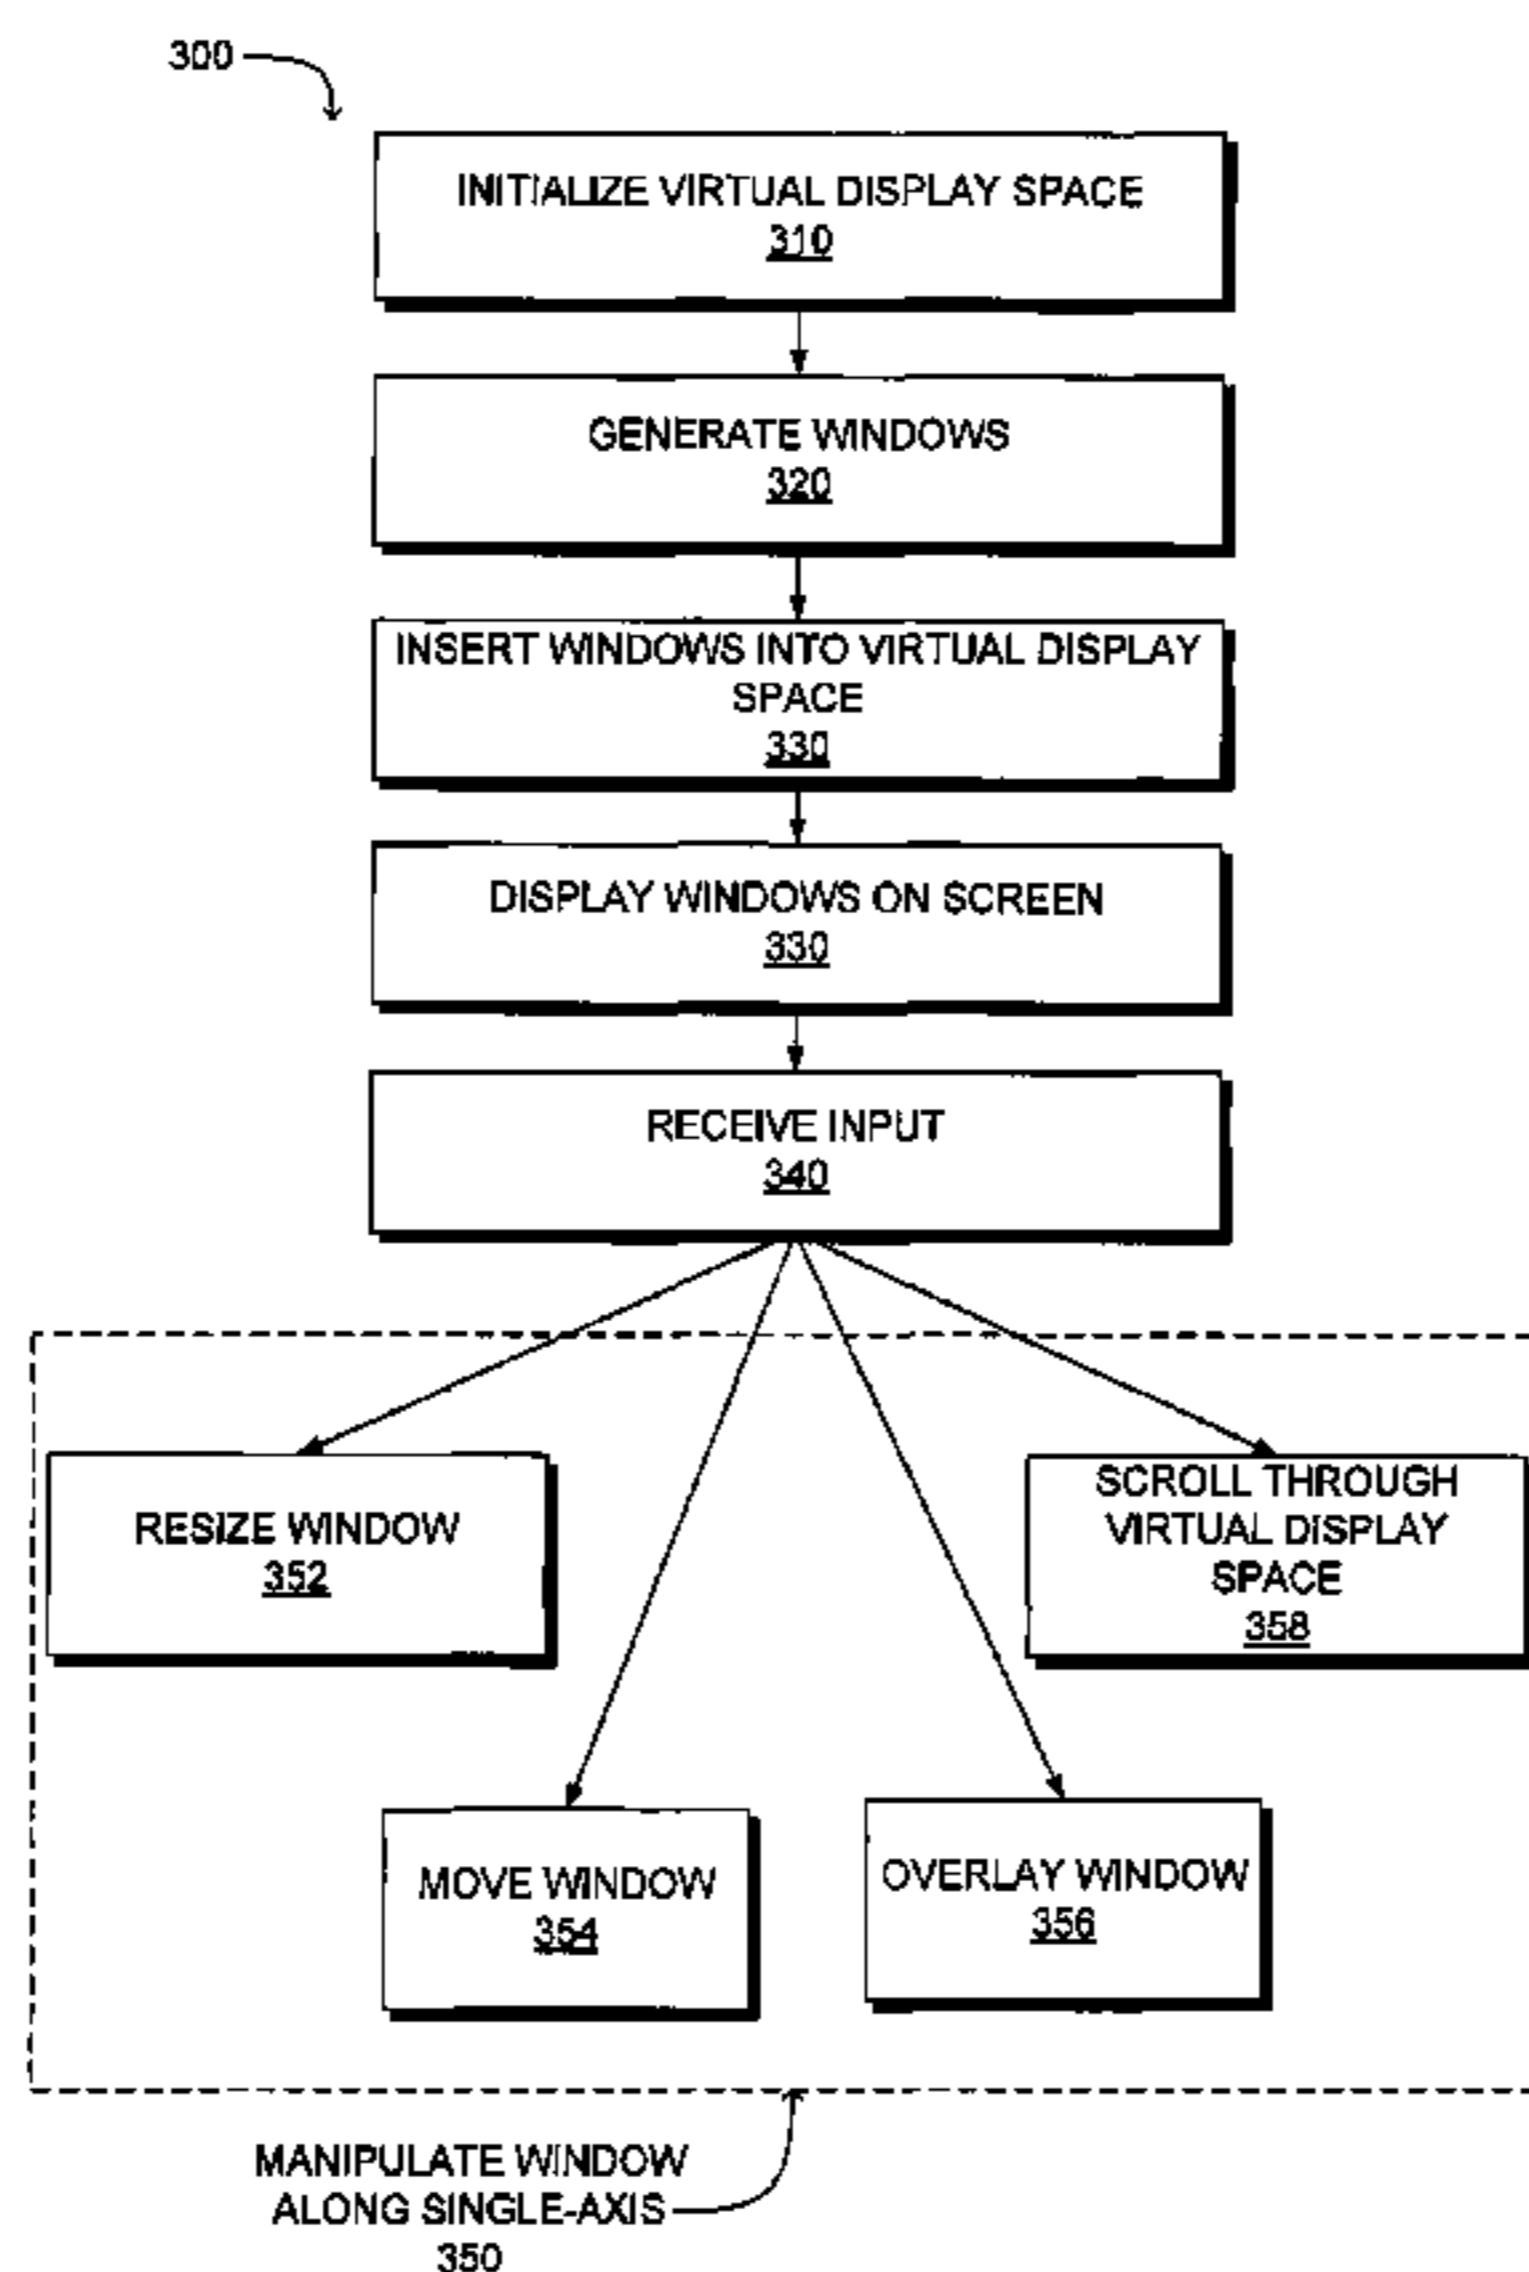 300
INITIALIZE VIRTUAL DISPLAY SPACE
310
GENERATE WINDOWS
320
INSERT WINDOWS INTO VIRTUAL DISPLAY
SPACE
330
DISPLAY WINDOWS ON SCREEN
330
RECEIVE INPUT
340
RESIZE WINDOW
352
SCROLL THROUGH
VIRTUAL DISPLAY
SPACE
358
MOVE WINDOW
354
OVERLAY WINDOW
356
MANIPULATE WINDOW
ALONG SINGLE-AXIS
350